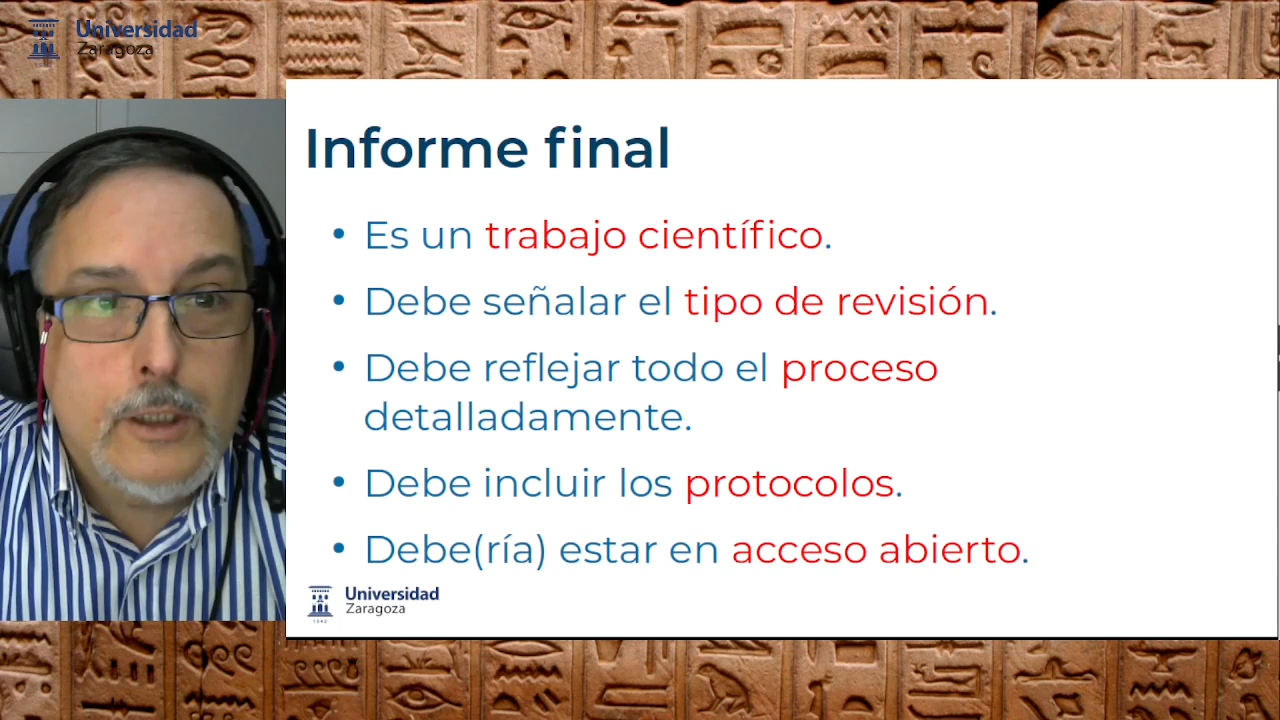 Universidad
Zaragoza
Informe final
• Es un trabajo científico.
• Debe señalar el tipo de revisión.
• Debe reflejar todo el proceso
detalladamente.
• Debe incluir los protocolos.
• Debe(ría) estar en acceso abierto.
Universidad
Zaragoza
1542